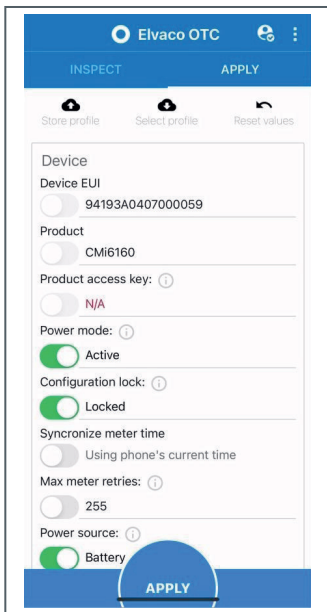 Elvaco OTC
INSPECT APPLY
Store profile Select profile Reset values
Device
Device EUI
94193A0407000059
Product
CMi6160
Product access key:
N/A
Power mode:
Active
Configuration lock:
Locked
Syncronize meter time
Using phone's current time
Max meter retries:
255
Power source:
Battery
APPLY